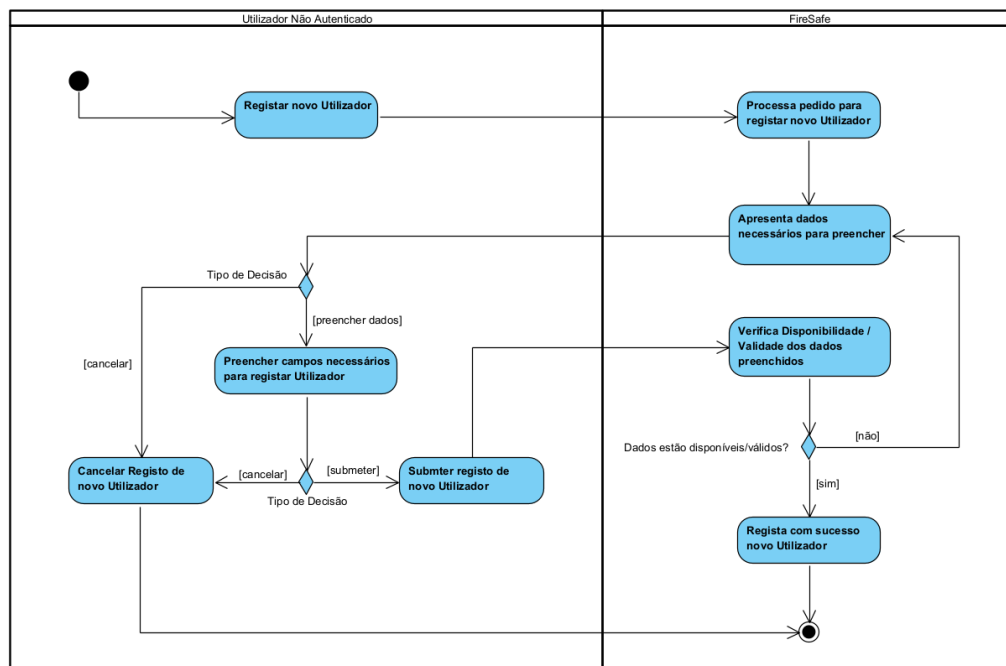 Utilizador Não Autenticado
FireSafe
Registar novo Utilizador
Processa pedido para
registar novo Utilizador
Apresenta dados
necessários para preencher
Tipo de Decisão
[preencher dados]
[cancelar]
Preencher campos necessários
para registar Utilizador
Verifica Disponibilidade /
Validade dos dados
preenchidos
Dados estão disponíveis/válidos?
[não]
Cancelar Registo de
novo Utilizador
[cancelar]
[submeter]
Tipo de Decisão
Submter registo de
novo Utilizador
[sim]
Regista com sucesso
novo Utilizador